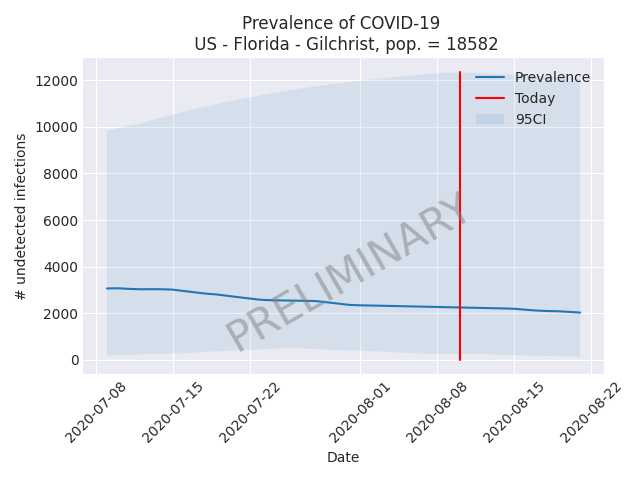 Prevalence of COVID-19
US - Florida - Gilchrist, pop. = 18582
Prevalence
Today
95CI
12000
10000
8000
6000
4000
2000
0
# undetected infections
PRELIMINARY
2020-07-08
2020-07-15
2020-07-22
2020-08-01
2020-08-08
2020-08-15
2020-08-22
Date